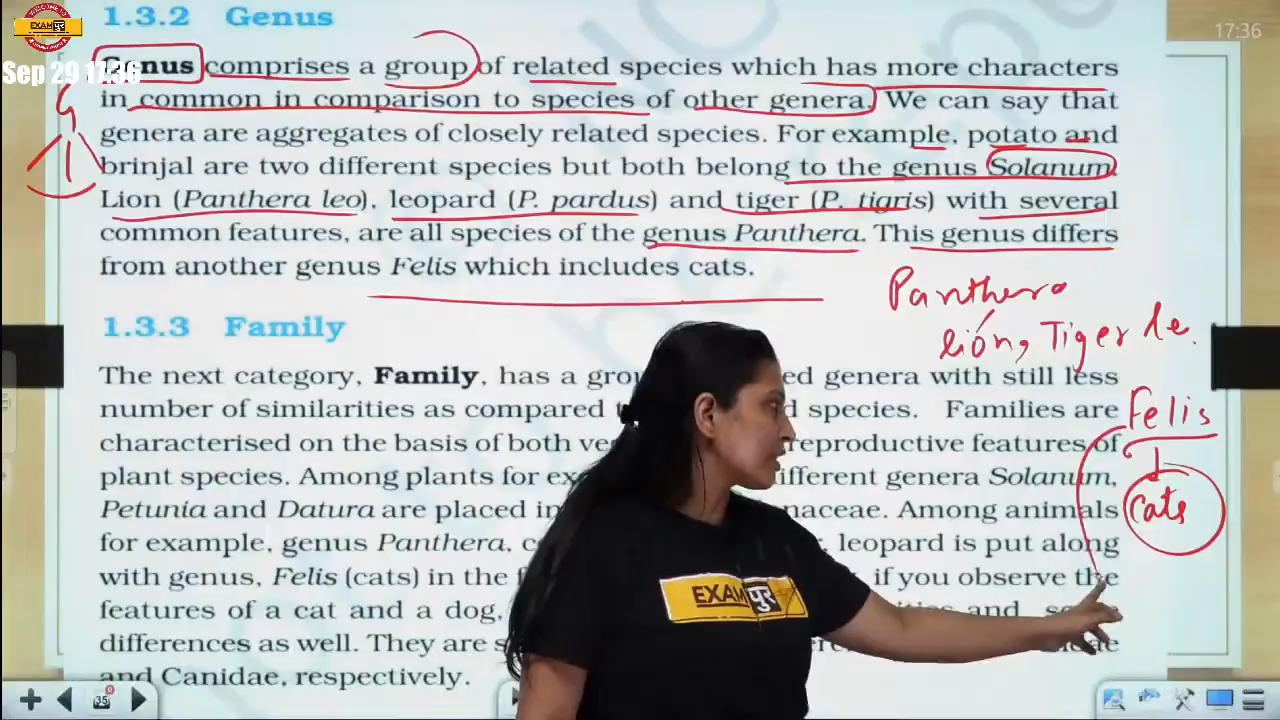 WELCOME TO
EXAM पुर
Sep 29 17:36
17:36
1.3.2 Genus
Genus comprises a group of related species which has more characters
in common in comparison to species of other genera. We can say that
genera are aggregates of closely related species. For example, potato and
brinjal are two different species but both belong to the genus Solanum.
Lion (Panthera leo), leopard (P. pardus) and tiger (P. tigris) with several
common features, are all species of the genus Panthera. This genus differs
from another genus Felis which includes cats.
G
Panthera
lion, Tiger le.
Felis
cats
1.3.3 Family
The next category, Family, has a ed genera with still less
number of similarities as compared d species. Families are
characterised on the basis of both reproductive features of
plant species. Among plants for ifferent genera Solanum,
Petunia and Datura are placed in naceae. Among animals
for example, genus Panthera, leopard is put along
with genus, Felis (cats) in the if you observe the
features of a cat and a dog, and
differences as well. They are
and Canidae, respectively.
EXAM पुर
35